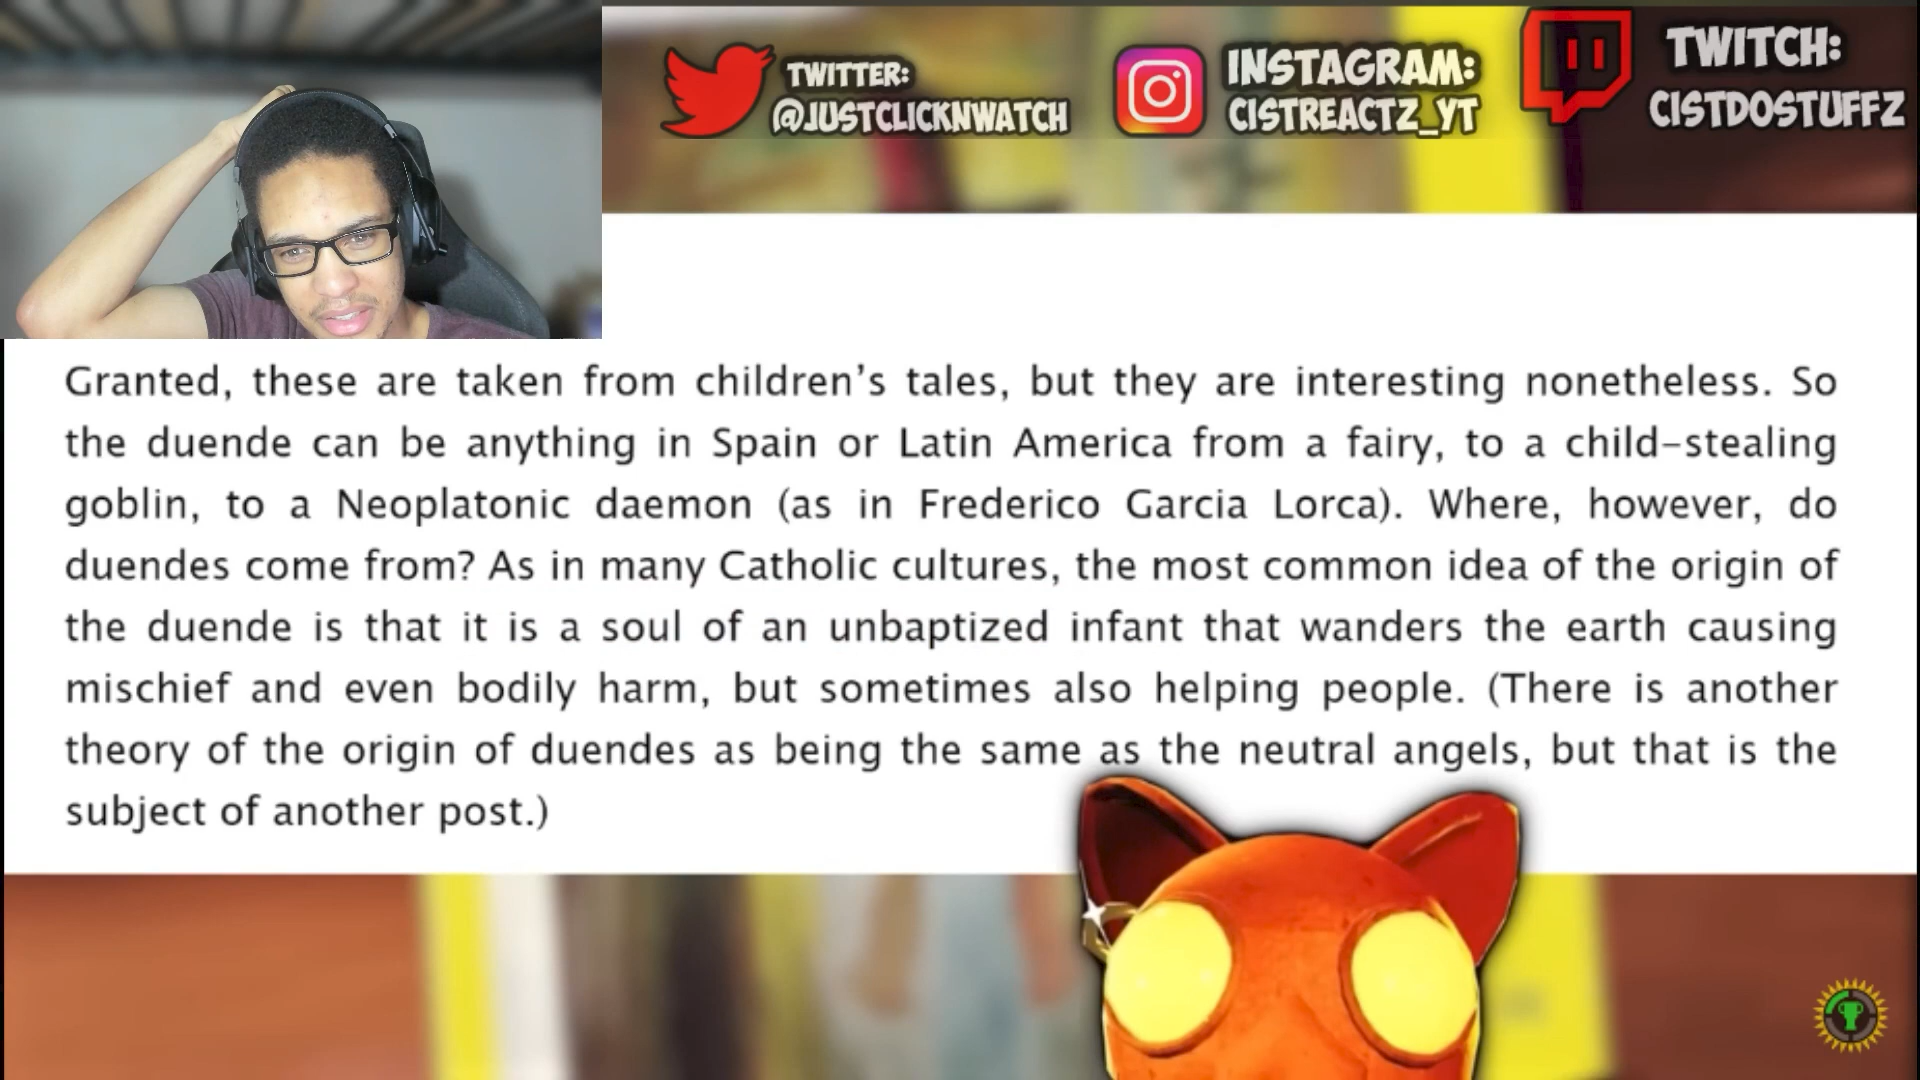 TWITTER:
@JUSTCLICKNWATCH
INSTAGRAM:
CISTREACTZ_YT
TWITCH:
CISTDOSTUFFZ
Granted, these are taken from children’s tales, but they are interesting nonetheless. So
the duende can be anything in Spain or Latin America from a fairy, to a child-stealing
goblin, to a Neoplatonic daemon (as in Frederico Garcia Lorca). Where, however, do
duendes come from? As in many Catholic cultures, the most common idea of the origin of
the duende is that it is a soul of an unbaptized infant that wanders the earth causing
mischief and even bodily harm, but sometimes also helping people. (There is another
theory of the origin of duendes as being the same as the neutral angels, but that is the
subject of another post.)